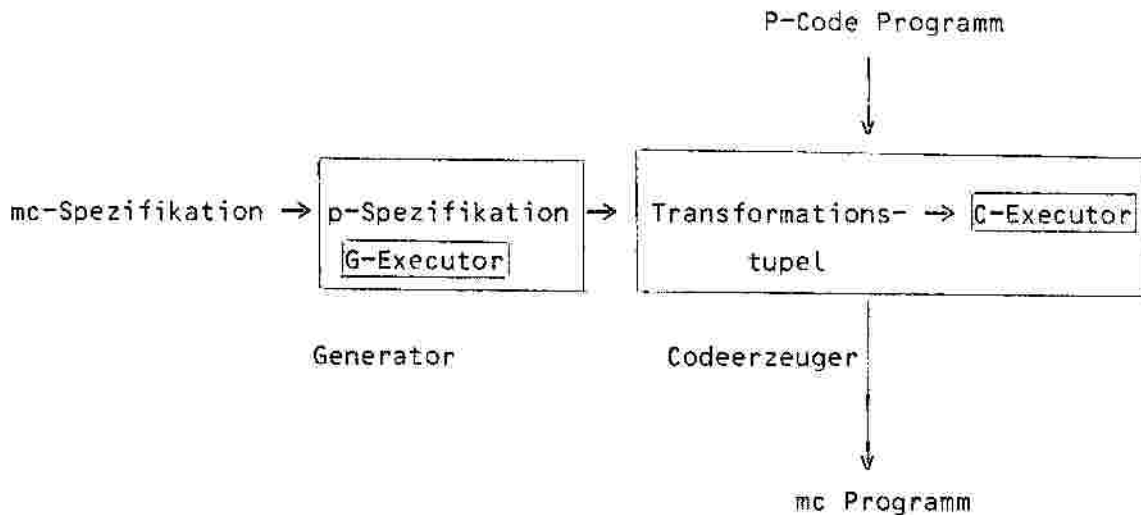 P-Code Programm
mc-Spezifikation → p-Spezifikation → Transformations- → C-Executor
G-Executor tupel
Generator Codeerzeuger
mc Programm